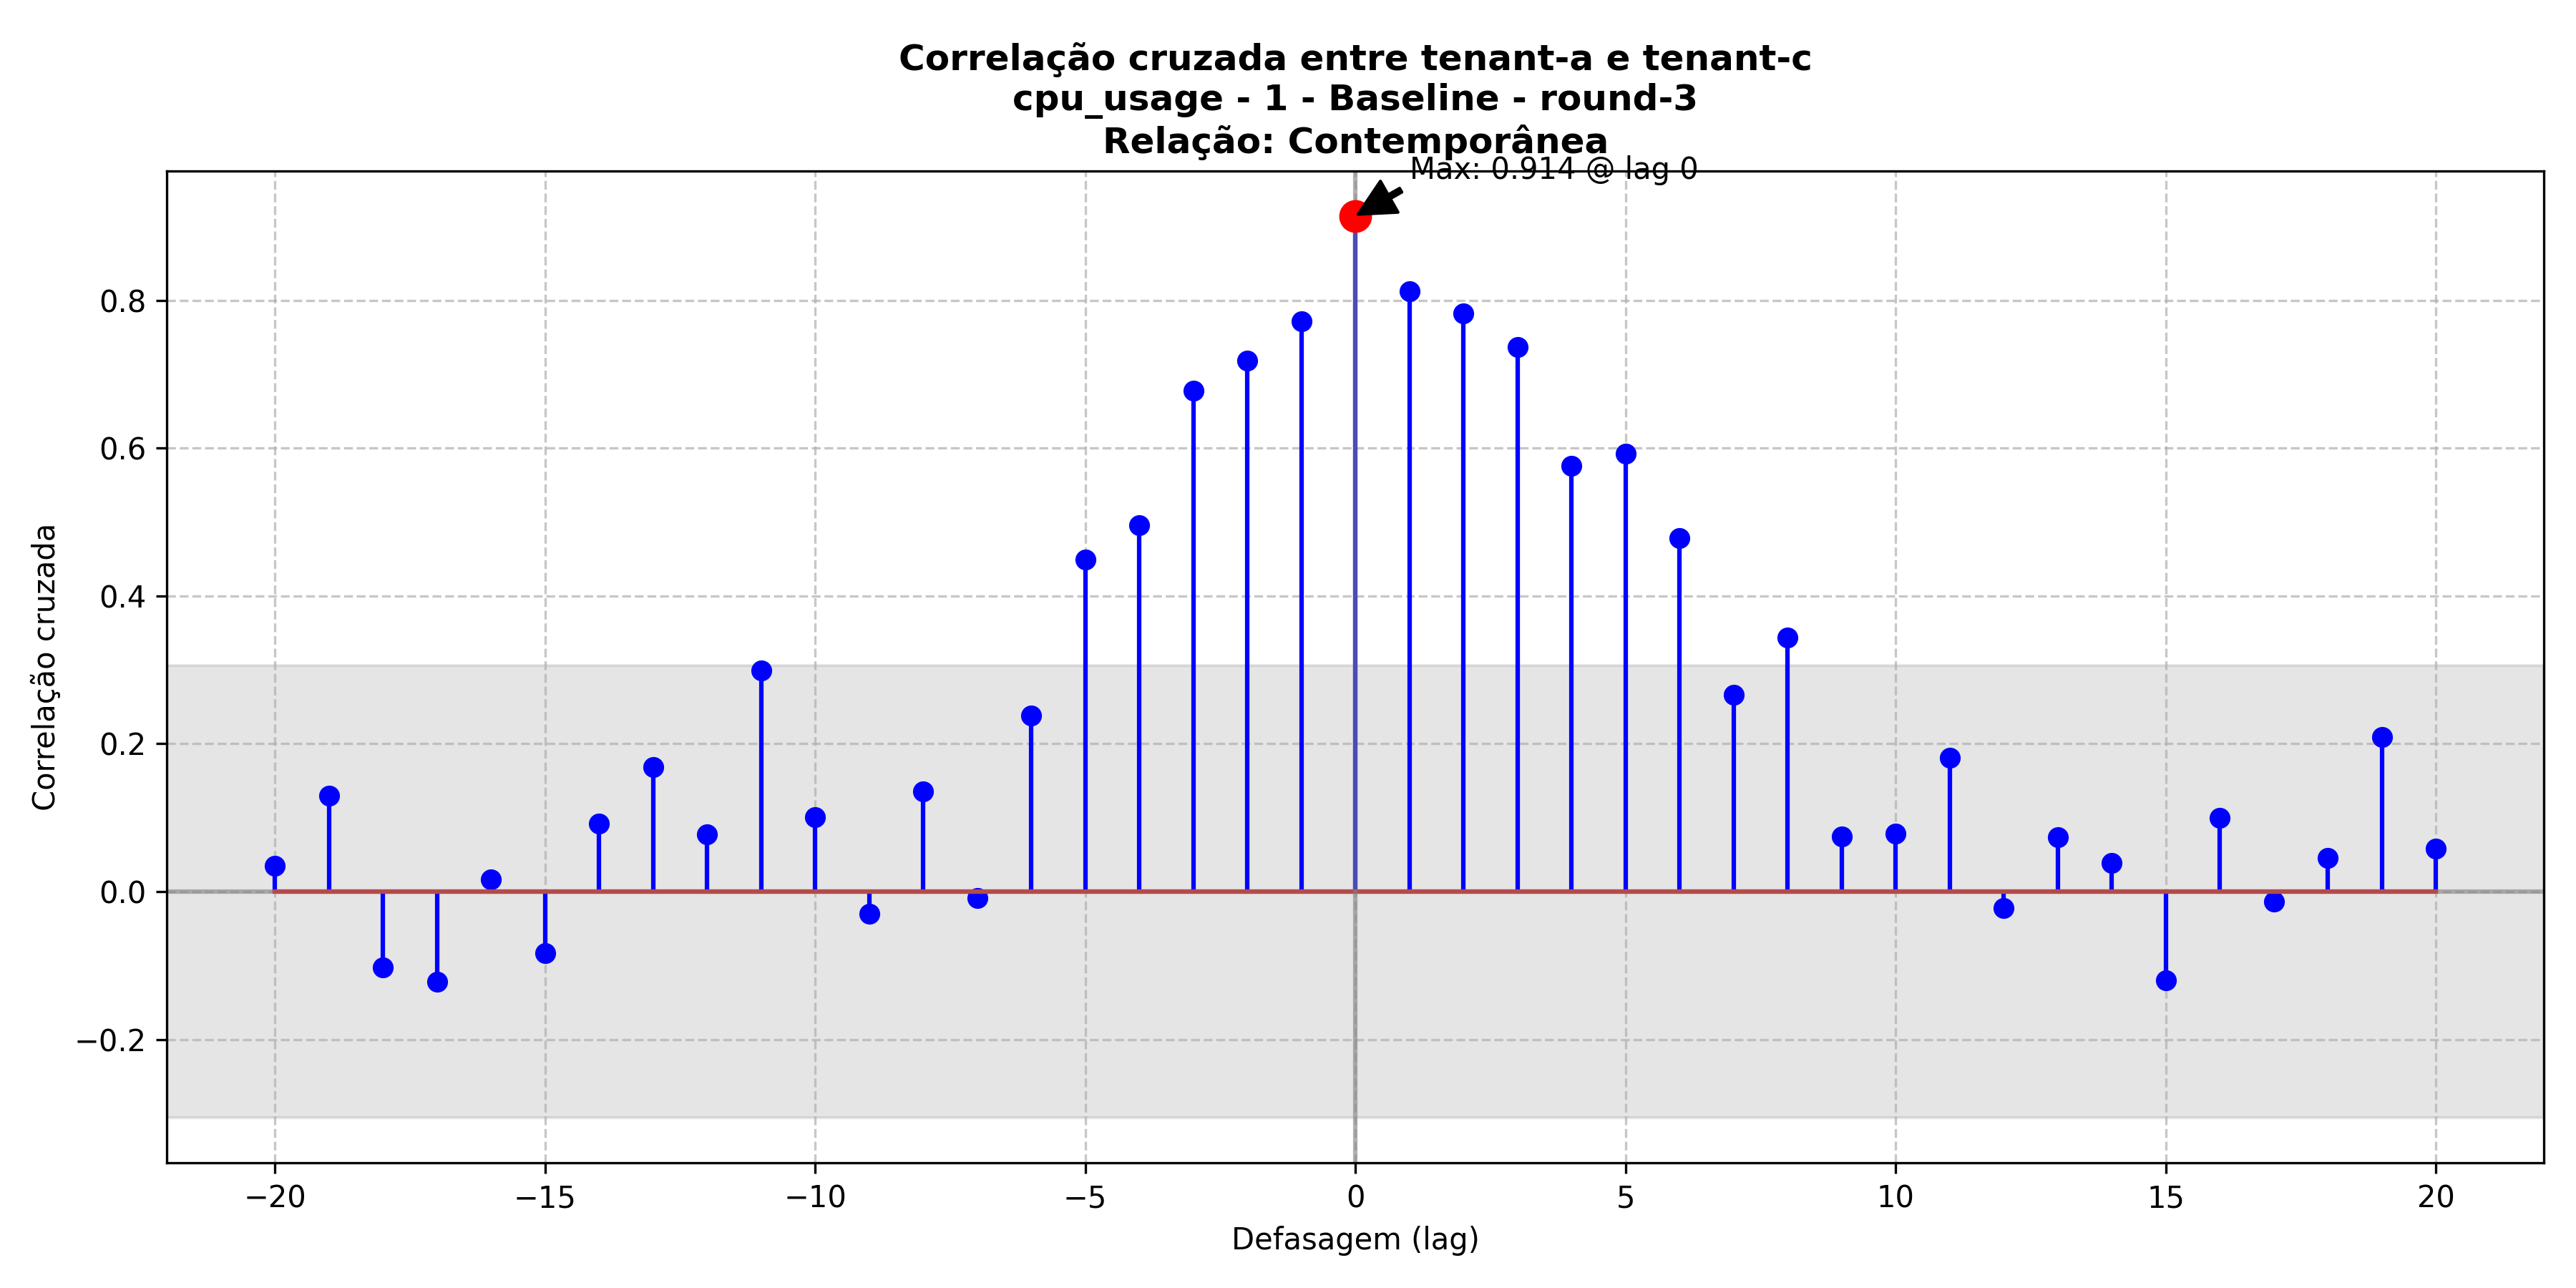 Correlação cruzada entre tenant-a e tenant-c
cpu_usage - 1 - Baseline - round-3
Relação: Contemporânea
Max: 0.914 @ lag 0
Correlação cruzada
0.8
0.6
0.4
0.2
0.0
−0.2
−20 −15 −10 −5 0 5 10 15 20
Defasagem (lag)